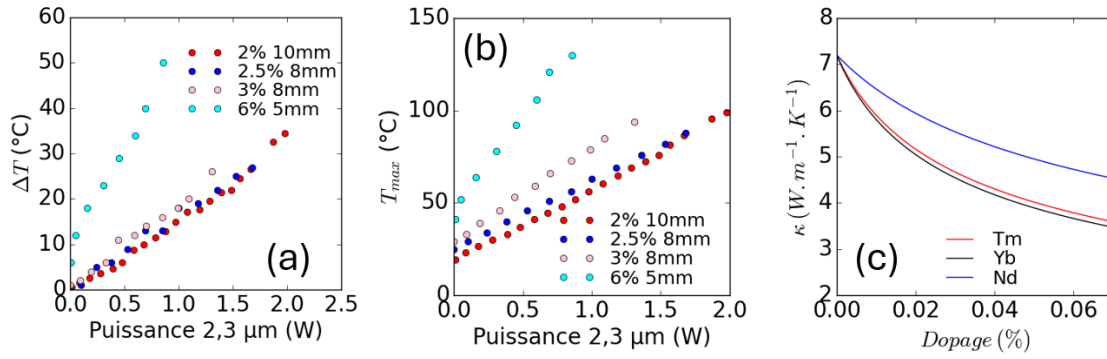 (a)
60
50
40
30
20
10
0
ΔT (°C)
2% 10mm
2.5% 8mm
3% 8mm
6% 5mm
0.0 0.5 1.0 1.5 2.0 2.5
Puissance 2,3 μm (W)
(b)
150
100
50
0
T_max (°C)
2% 10mm
2.5% 8mm
3% 8mm
6% 5mm
0.0 0.5 1.0 1.5 2.0
Puissance 2,3 μm (W)
(c)
8
7
6
5
4
3
2
κ (W.m⁻¹.K⁻¹)
Tm
Yb
Nd
0.00 0.02 0.04 0.06
Dopage (%)